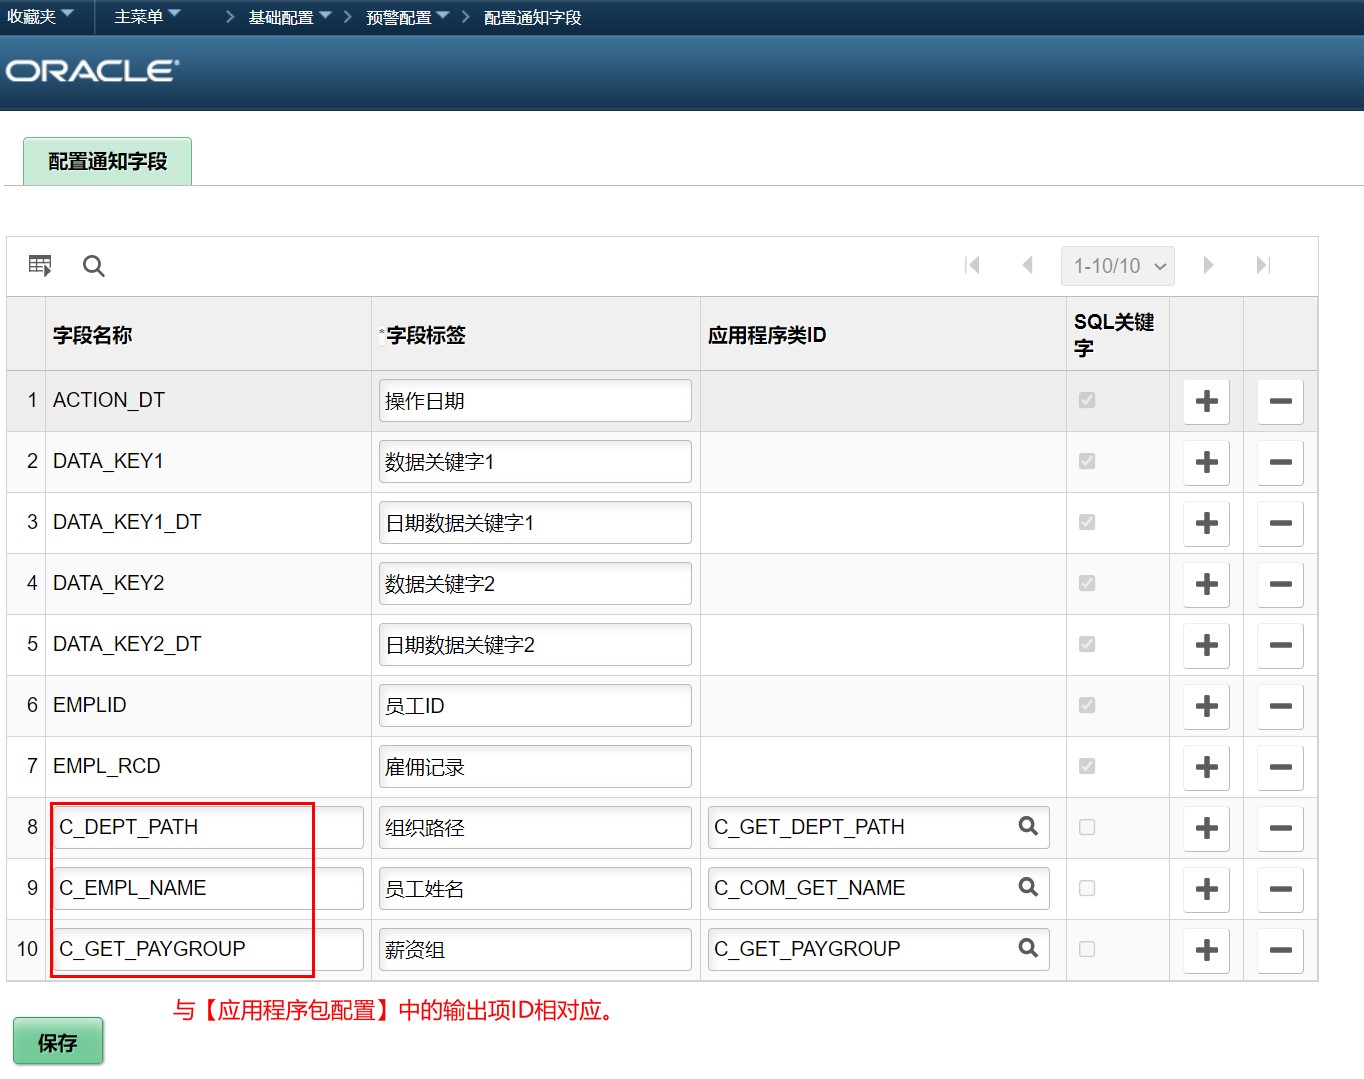 收藏夹 主菜单 基础配置 预警配置 配置通知字段
ORACLE
配置通知字段
1-10/10
字段名称 *字段标签 应用程序类ID SQL关键字
1 ACTION_DT 操作日期
2 DATA_KEY1 数据关键字1
3 DATA_KEY1_DT 日期数据关键字1
4 DATA_KEY2 数据关键字2
5 DATA_KEY2_DT 日期数据关键字2
6 EMPLID 员工ID
7 EMPL_RCD 雇佣记录
8 C_DEPT_PATH 组织路径 C_GET_DEPT_PATH
9 C_EMPL_NAME 员工姓名 C_COM_GET_NAME
10 C_GET_PAYGROUP 薪资组 C_GET_PAYGROUP
与【应用程序包配置】中的输出项ID相对应。
保存